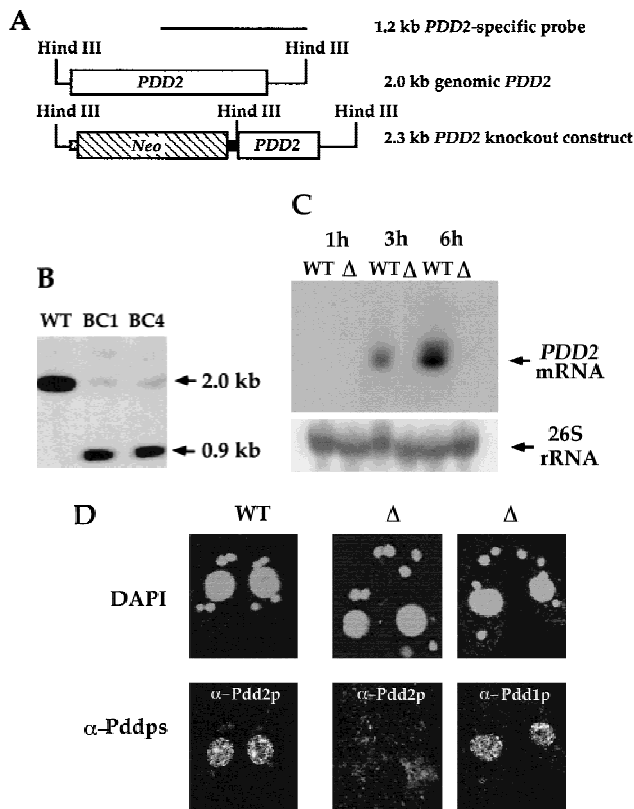 A
1.2 kb PDD2-specific probe
Hind III Hind III
PDD2
2.0 kb genomic PDD2
Hind III Hind III Hind III
Neo PDD2
2.3 kb PDD2 knockout construct
B
WT BC1 BC4
2.0 kb
0.9 kb
C
1h 3h 6h
WT Δ WT Δ WT Δ
PDD2
mRNA
26S
rRNA
D
WT Δ Δ
DAPI
α-Pdd2p α-Pdd2p α-Pdd1p
α-Pddps